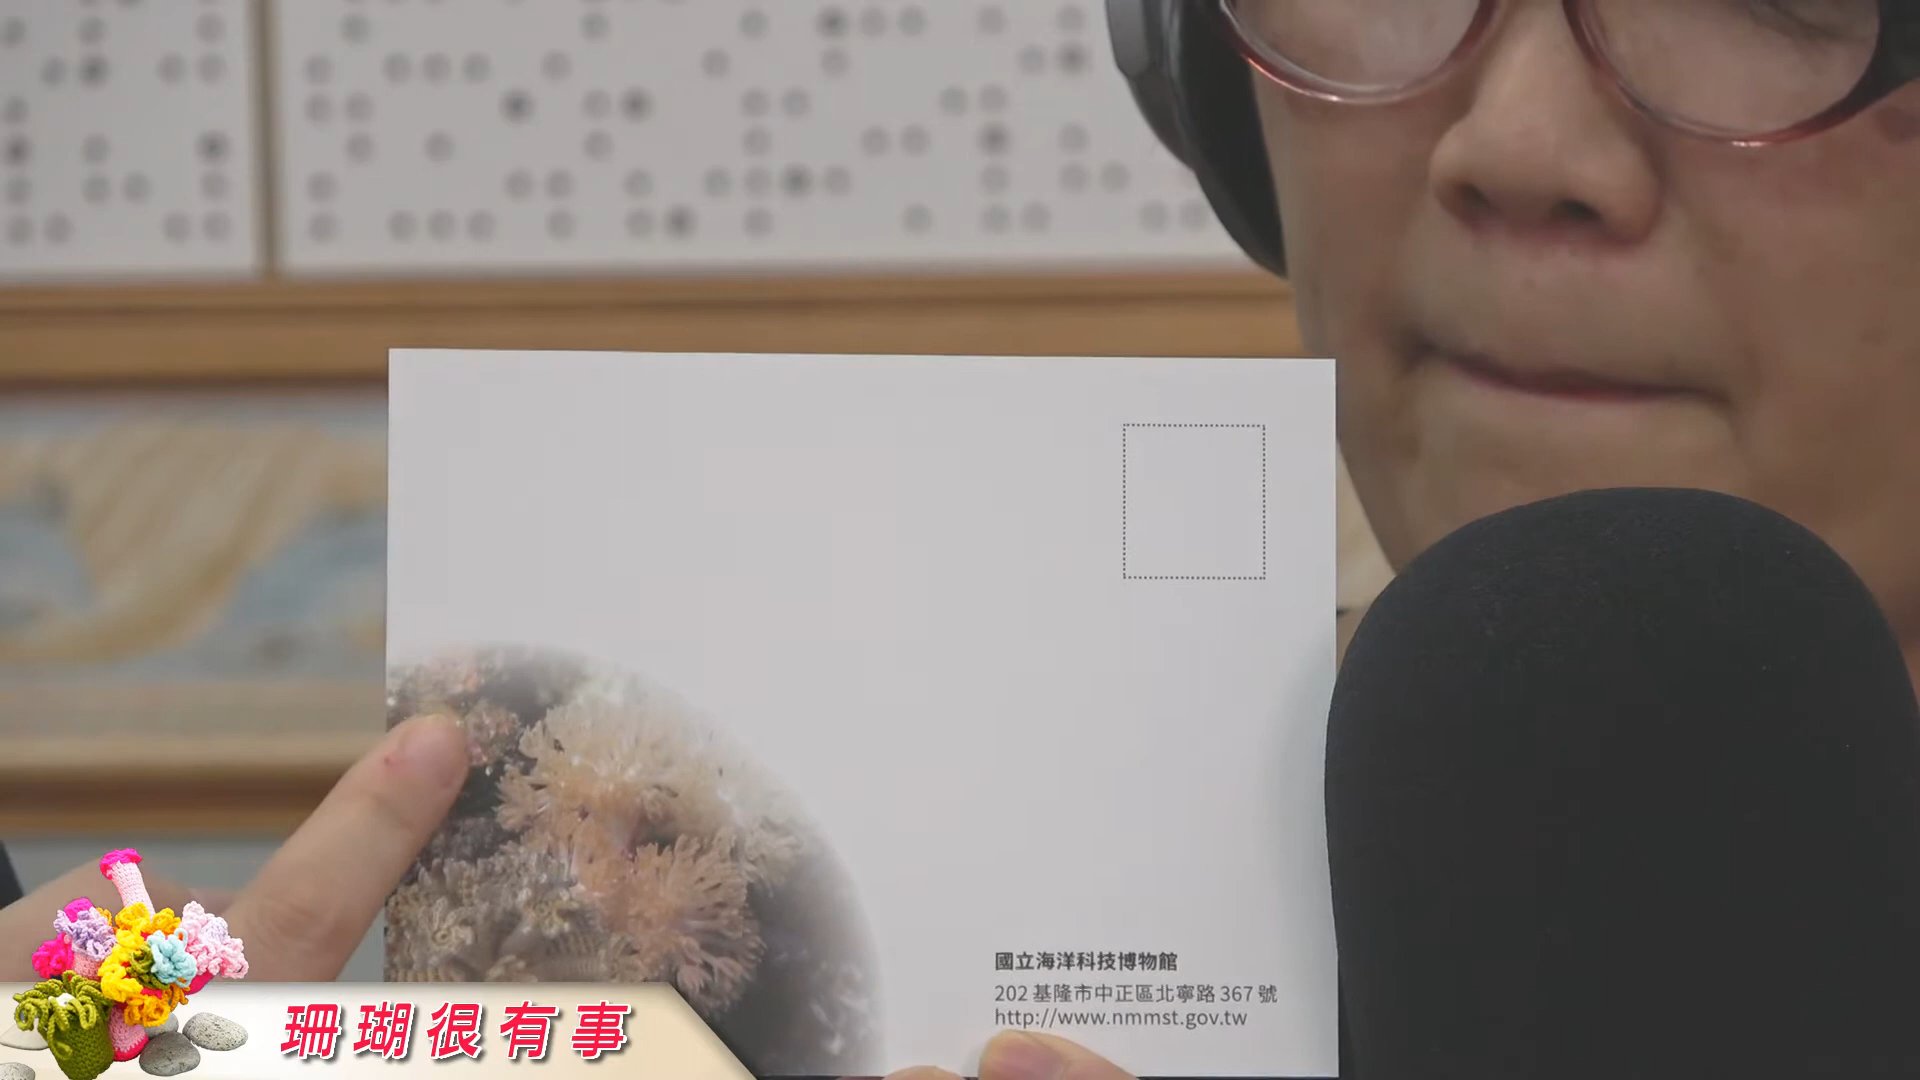 國立海洋科技博物館
202 基隆市中正區北寧路 367 號
http://www.nmmst.gov.tw
珊瑚很有事